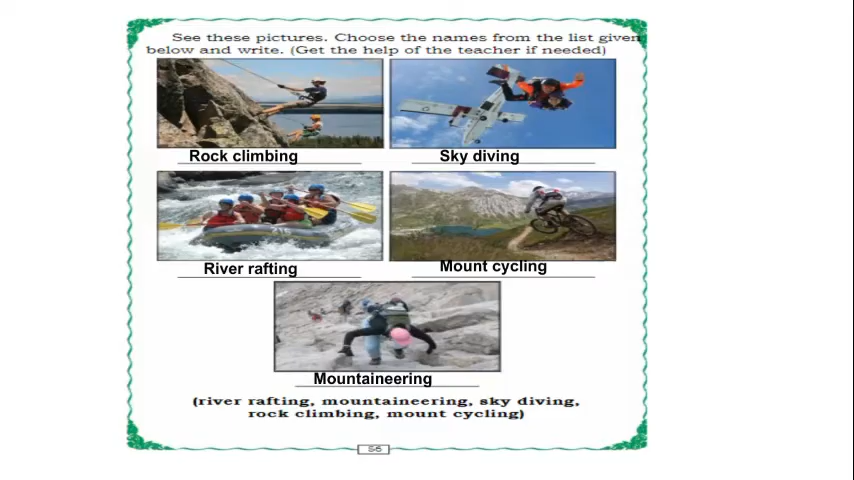 See these pictures. Choose the names from the list given
below and write. (Get the help of the teacher if needed)
Rock climbing
Sky diving
River rafting
Mount cycling
Mountaineering
(river rafting, mountaineering, sky diving,
rock climbing, mount cycling)